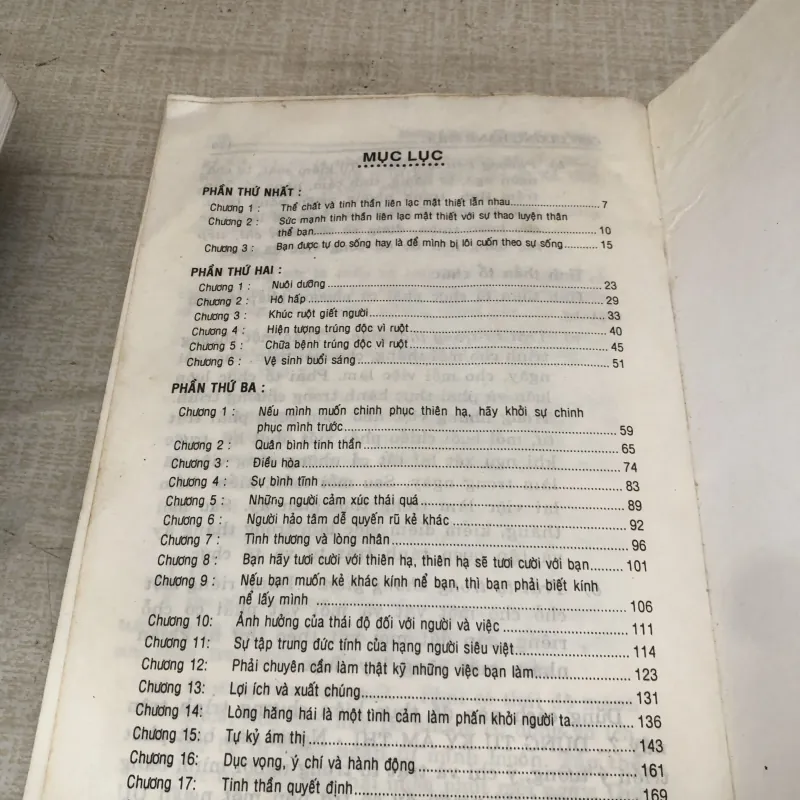 MỤC LỤC
PHẦN THỨ NHẤT :
Chương 1 : Thể chất và tinh thần liên lạc mật thiết lẫn nhau..........................7
Chương 2 : Sức mạnh tinh thần liên lạc mật thiết với sự thao luyện thân
thể bạn..........................10
Chương 3 : Bạn được tự do sống hay là để mình bị lôi cuốn theo sự sống..........15
PHẦN THỨ HAI :
Chương 1 : Nuôi dưỡng..........................23
Chương 2 : Hô hấp..........................29
Chương 3 : Khúc ruột giết người..........................33
Chương 4 : Hiện tượng trúng độc vì ruột..........................40
Chương 5 : Chữa bệnh trúng độc vì ruột..........................45
Chương 6 : Vệ sinh buổi sáng..........................51
PHẦN THỨ BA :
Chương 1 : Nếu mình muốn chinh phục thiên hạ, hãy khởi sự chinh
phục mình trước..........................59
Chương 2 : Quân bình tinh thần..........................65
Chương 3 : Điều hòa..........................74
Chương 4 : Sự bình tĩnh..........................83
Chương 5 : Những người cảm xúc thái quá..........................89
Chương 6 : Người hảo tâm dễ quyến rũ kẻ khác..........................92
Chương 7 : Tình thương và lòng nhân..........................96
Chương 8 : Bạn hãy tươi cười với thiên hạ, thiên hạ sẽ tươi cười với bạn..........101
Chương 9 : Nếu bạn muốn kẻ khác kính nể bạn, thì bạn phải biết kính
nể lấy mình ..........................106
Chương 10: Ảnh hưởng của thái độ đối với người và việc..........................111
Chương 11: Sự tập trung đức tính của hạng người siêu việt..........................114
Chương 12: Phải chuyên cần làm thật kỹ những việc bạn làm..........................123
Chương 13: Lợi ích và xuất chúng..........................131
Chương 14: Lòng hăng hái là một tình cảm làm phấn khởi người ta..........136
Chương 15: Tự kỷ ám thị..........................143
Chương 16: Dục vọng, ý chí và hành động..........................161
Chương 17: Tinh thần quyết định..........................169